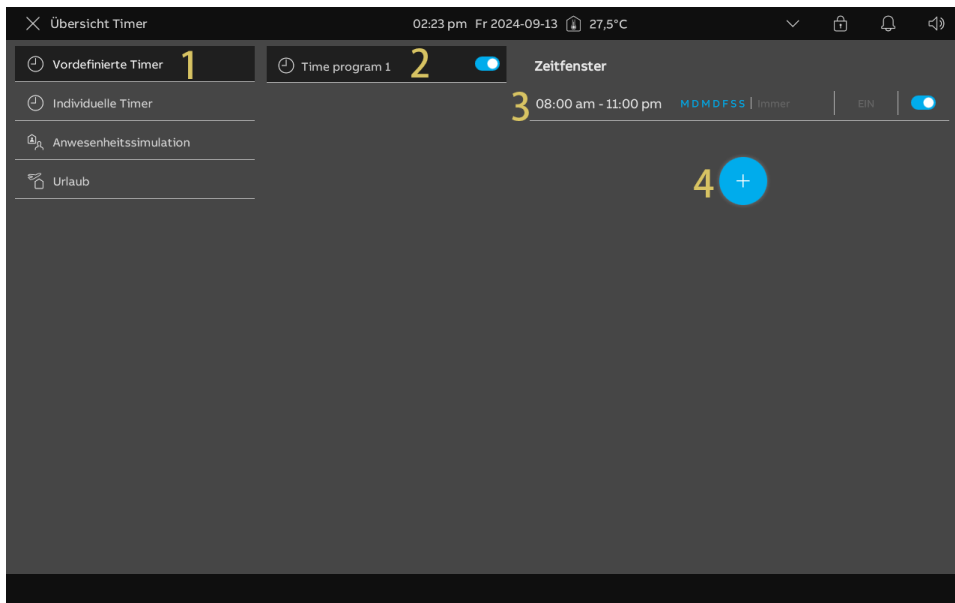 Übersicht Timer 02:23 pm Fr 2024-09-13 27,5°C
Vordefinierte Timer 1
Individuelle Timer
Anwesenheitssimulation
Urlaub
Time program 1 2
Zeitfenster
3 08:00 am - 11:00 pm MDMDFSS | Immer EIN
4 +